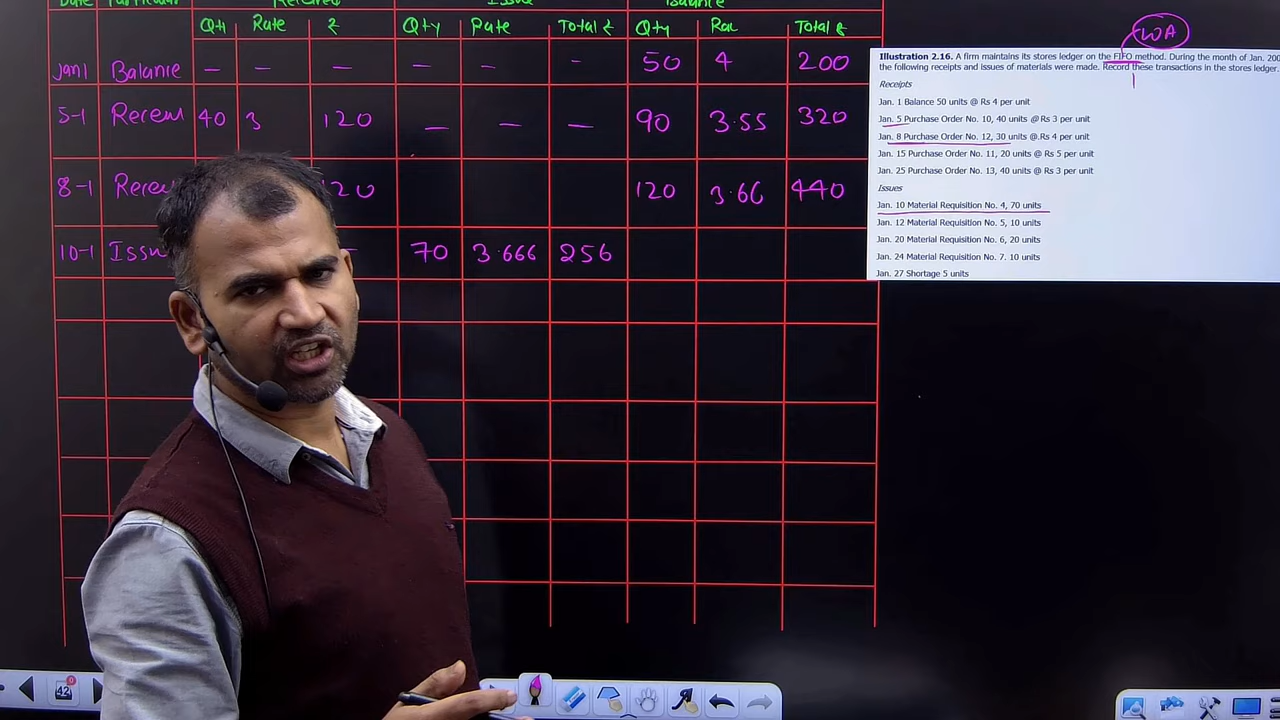 Qty Rate ₹ Qty Rate Total ₹ Qty Total ₹
Jan 1 Balance – – – – – - 50 4 200
5-1 40 3 120 – – – 90 3.55 320
8-1 120 120 3.66 440
10-1 70 3.666 256
WA
Illustration 2.16. A firm maintains its stores ledger on the FIFO method. During the month of Jan.
the following receipts and issues of materials were made. Record these transactions in the stores ledger.
Receipts
Jan. 1 Balance 50 units @ Rs 4 per unit
Jan. 5 Purchase Order No. 10, 40 units @ Rs 3 per unit
Jan. 8 Purchase Order No. 12, 30 units @.Rs 4 per unit
Jan. 15 Purchase Order No. 11, 20 units @ Rs 5 per unit
Jan. 25 Purchase Order No. 13, 40 units @ Rs 3 per unit
Issues
Jan. 10 Material Requisition No. 4, 70 units
Jan. 12 Material Requisition No. 5, 10 units
Jan. 20 Material Requisition No. 6, 20 units
Jan. 24 Material Requisition No. 7. 10 units
Jan. 27 Shortage 5 units
42